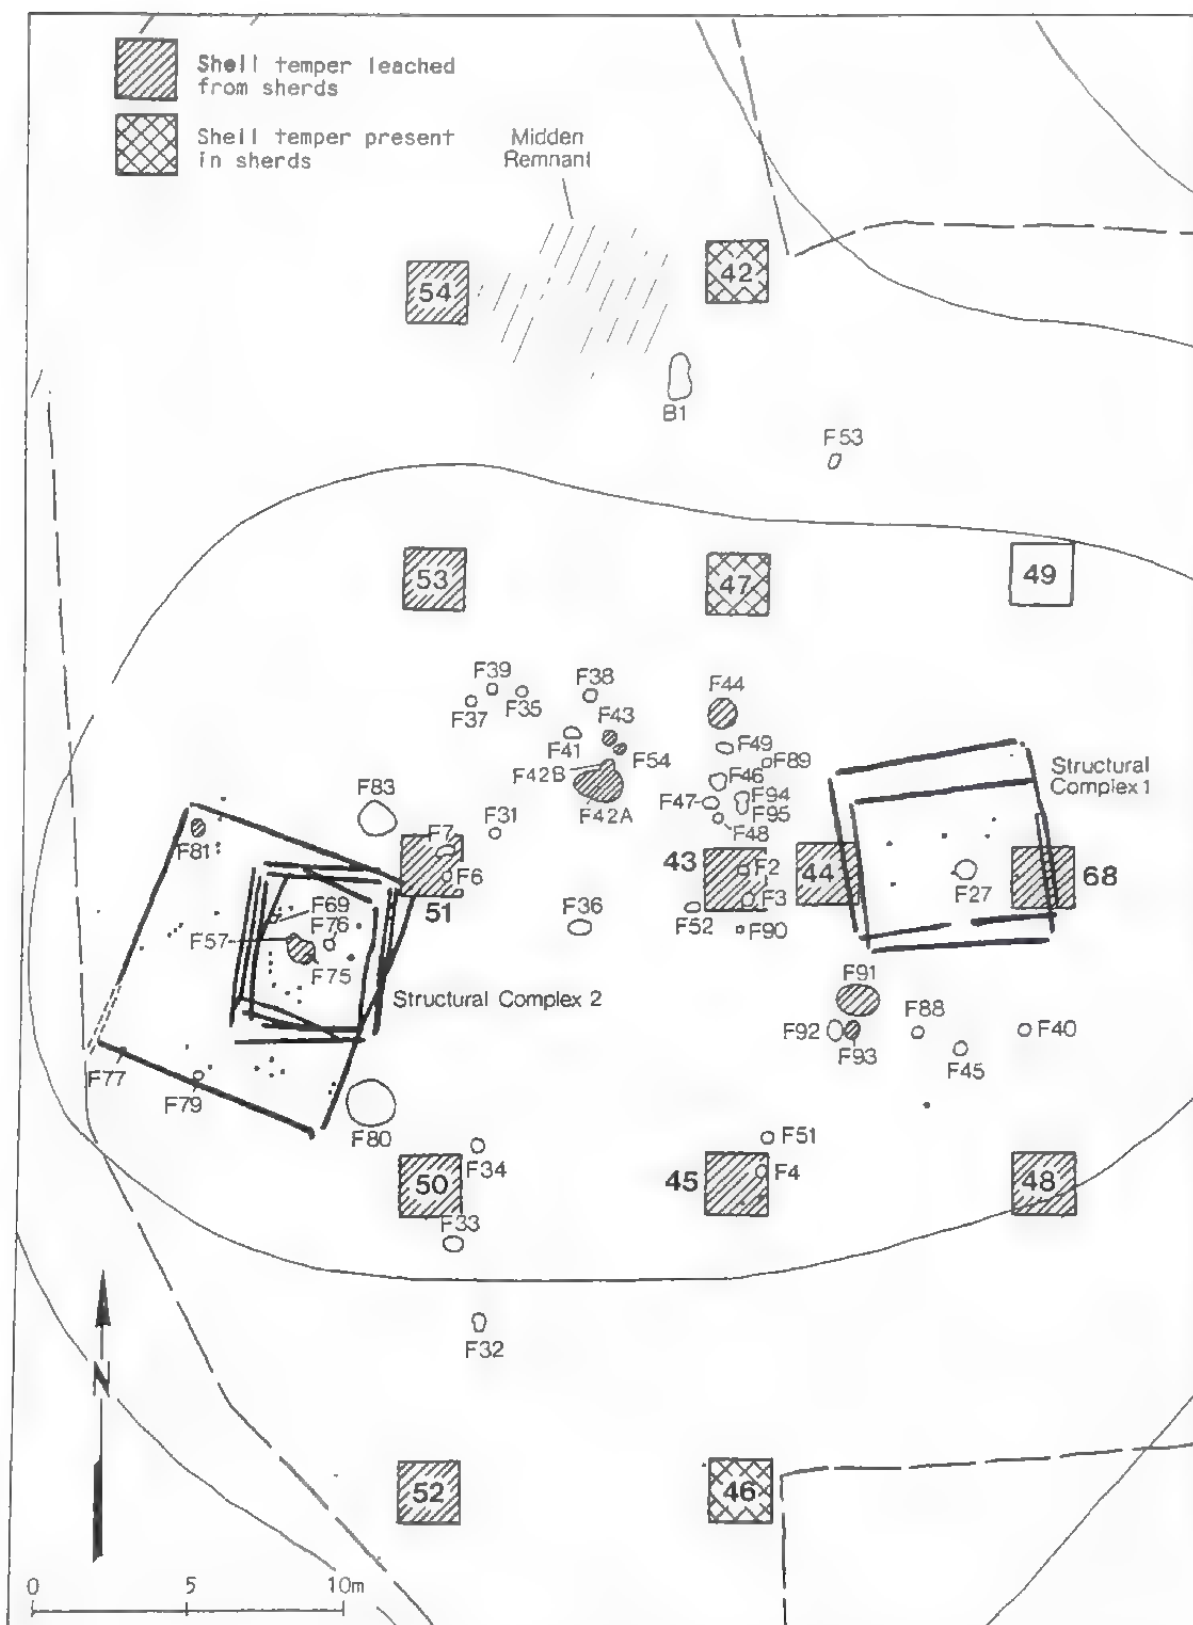 Shell temper leached
from sherds
Shell temper present
in sherds
Midden
Remnant
54
42
B1
F53
53
47
49
F39
F38
F44
F37
F35
F43
F41
F54
F49
F89
F42B
F46
F94
F47
F95
F42A
F48
F83
F31
F7
F81
F6
51
43
F2
F3
44
F27
68
Structural
Complex 1
F69
F76
F57
F75
F36
F52
F90
Structural Complex 2
F91
F92
F93
F88
F45
F40
F77
F79
F80
F34
50
F33
F51
45
F4
48
F32
N
52
46
0
5
10m